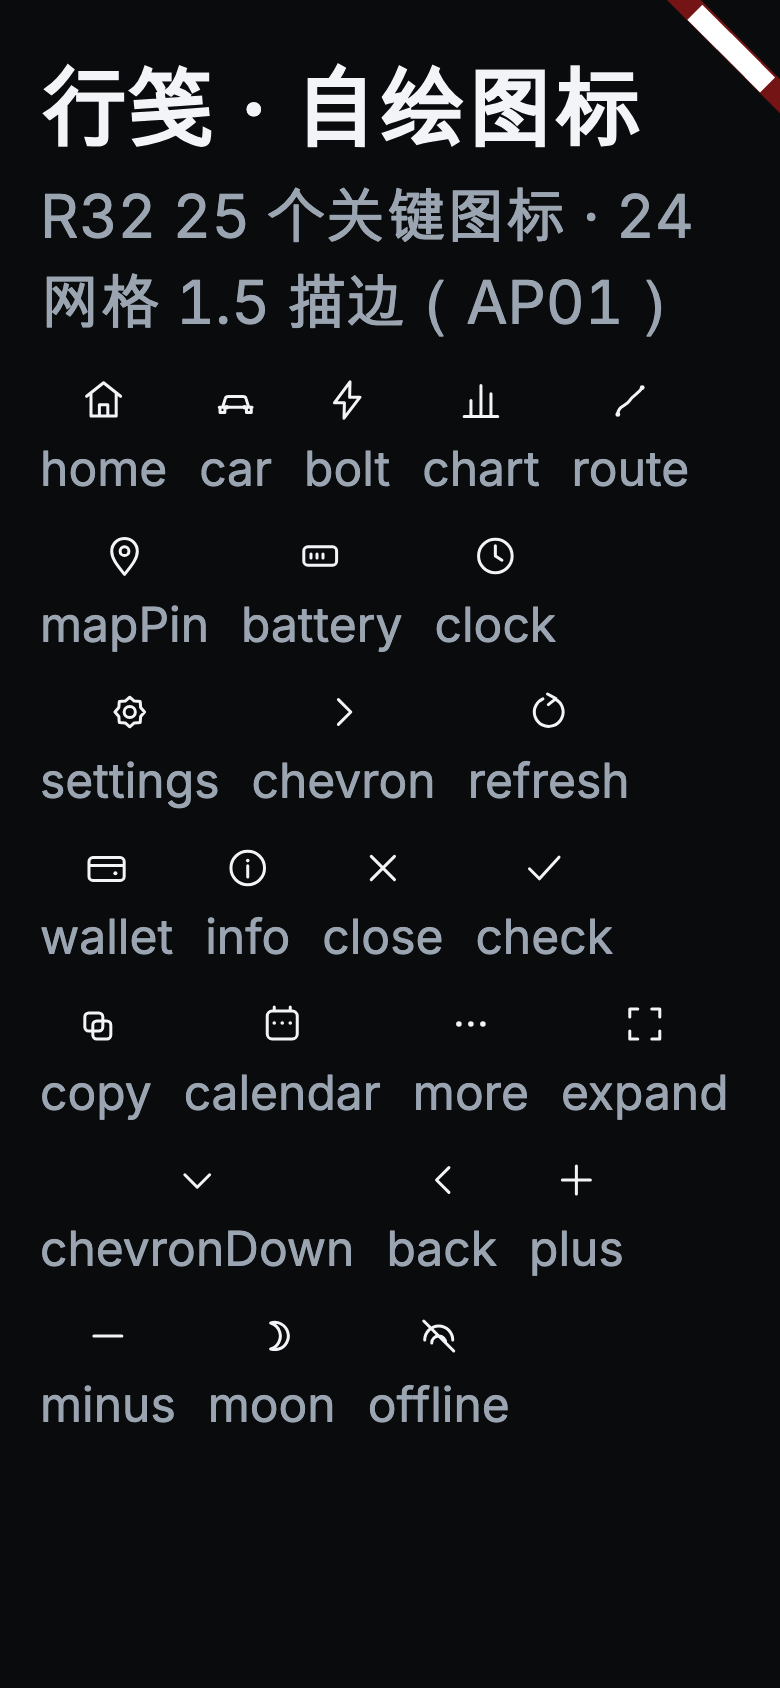 行笺 · 自绘图标
R32 25 个关键图标 · 24
网格 1.5 描边 ( AP01 )
home car bolt chart route
mapPin battery clock
settings chevron refresh
wallet info close check
copy calendar more expand
chevronDown back plus
minus moon offline